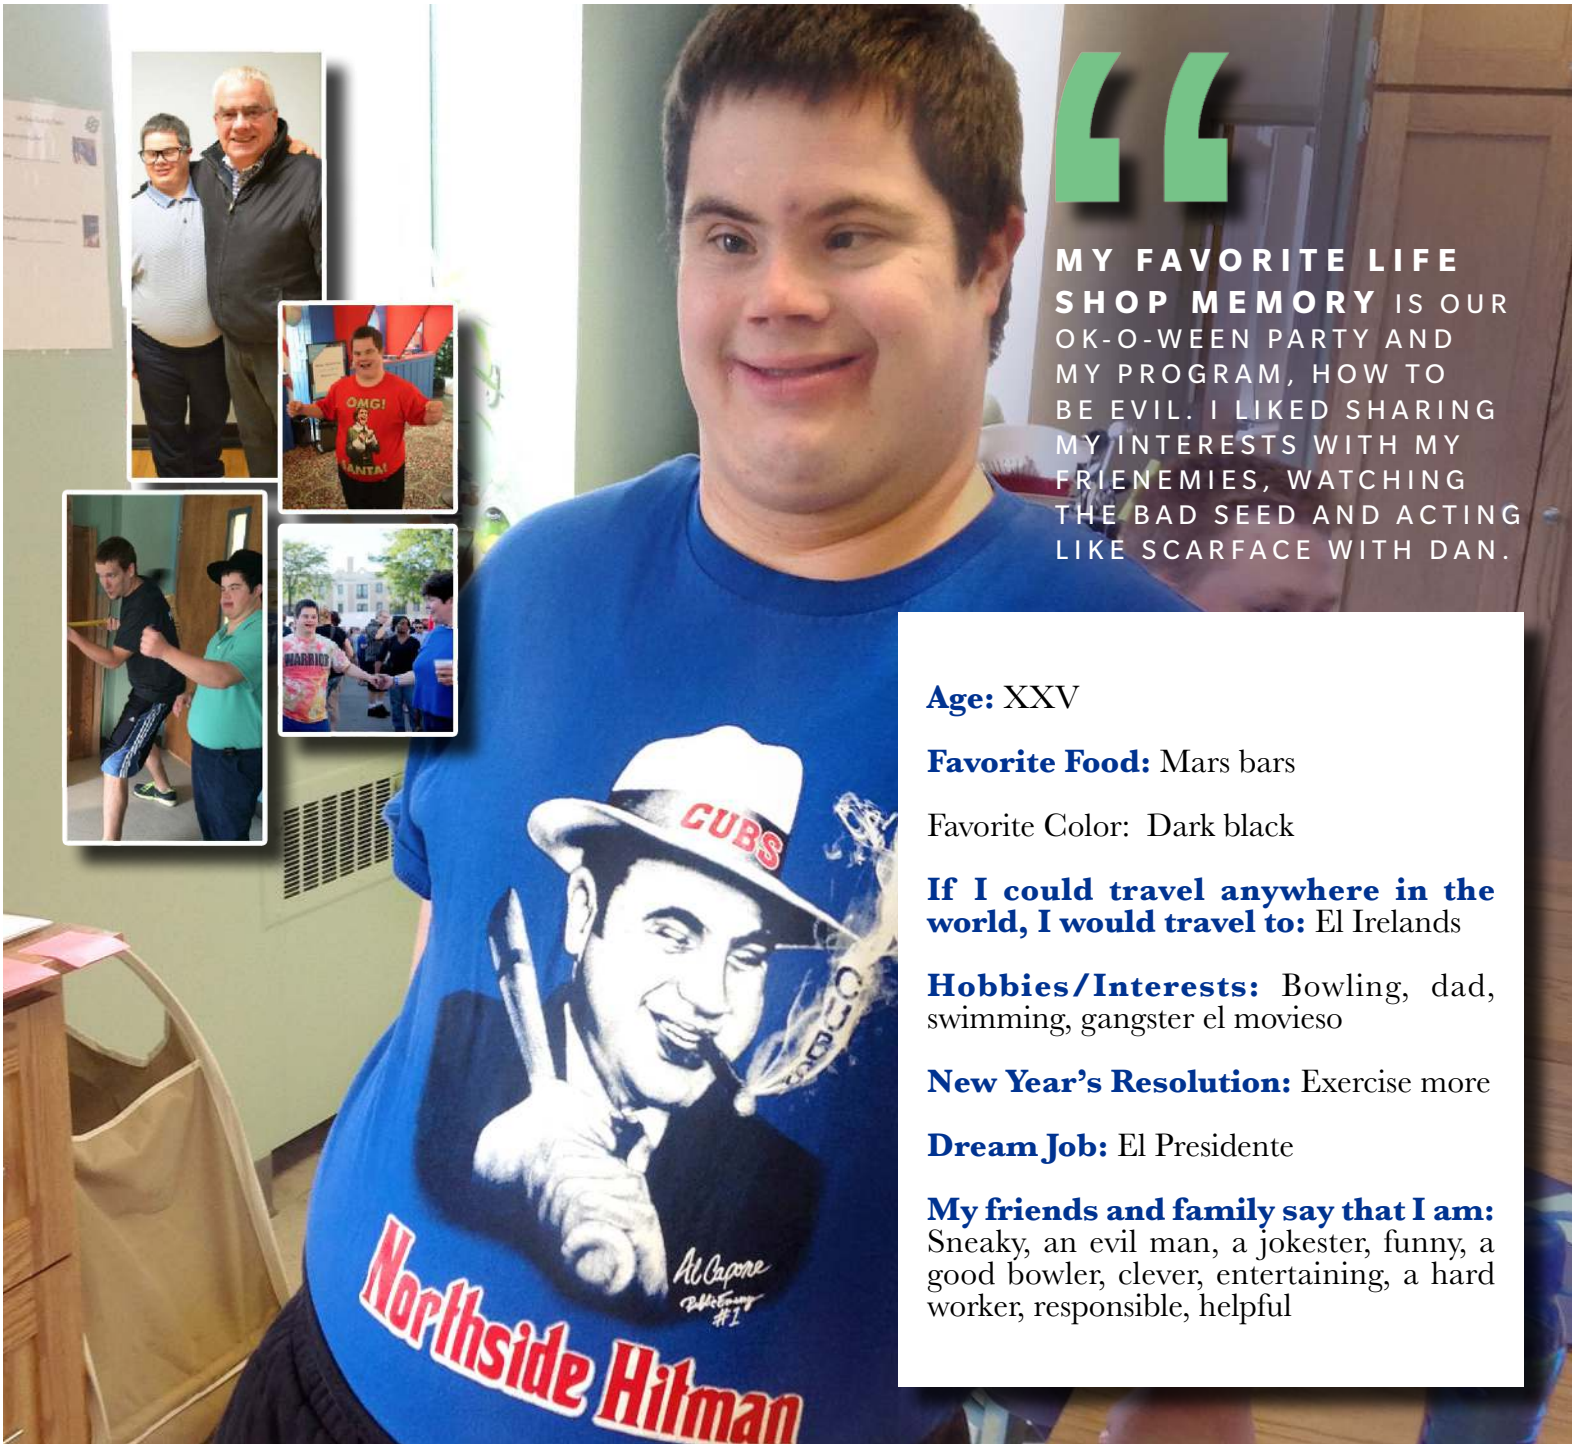 “
MY FAVORITE LIFE
SHOP MEMORY IS OUR
OK-O-WEEN PARTY AND
MY PROGRAM, HOW TO
BE EVIL. I LIKED SHARING
MY INTERESTS WITH MY
FRIENEMIES, WATCHING
THE BAD SEED AND ACTING
LIKE SCARFACE WITH DAN.
Age: XXV
Favorite Food: Mars bars
Favorite Color: Dark black
If I could travel anywhere in the
world, I would travel to: El Irelands
Hobbies/Interests: Bowling, dad,
swimming, gangster el movieso
New Year’s Resolution: Exercise more
Dream Job: El Presidente
My friends and family say that I am:
Sneaky, an evil man, a jokester, funny, a
good bowler, clever, entertaining, a hard
worker, responsible, helpful
OMG!
SANTA!
WARRIOR
CUBS
CUBS
Al Capone
Public Enemy
#1
Northside Hitman